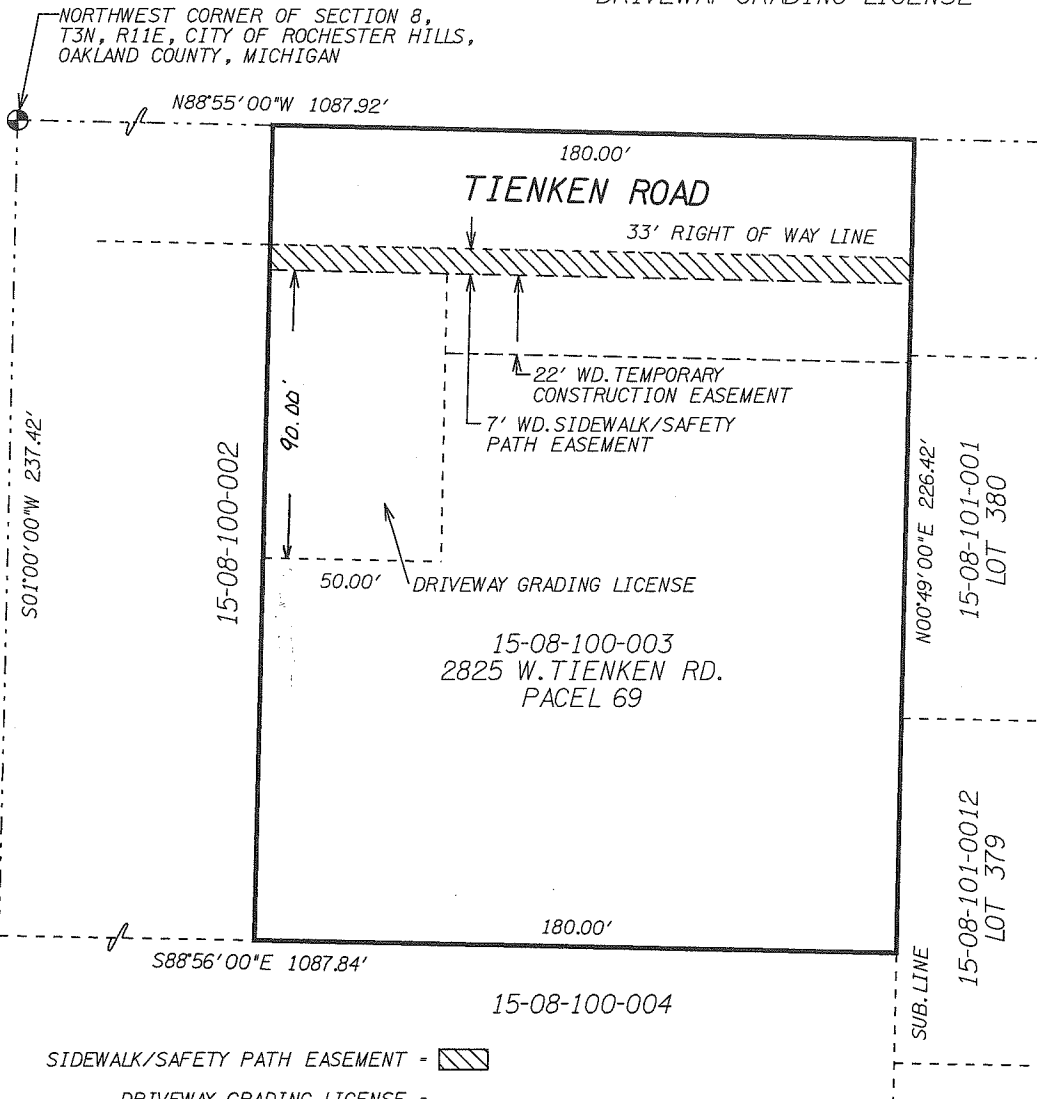 DRIVEWAY GRADING LICENSE
NORTHWEST CORNER OF SECTION 8,
T3N, R11E, CITY OF ROCHESTER HILLS,
OAKLAND COUNTY, MICHIGAN
N88°55'00"W 1087.92'
180.00'
TIENKEN ROAD
33' RIGHT OF WAY LINE
22' WD. TEMPORARY
CONSTRUCTION EASEMENT
7' WD. SIDEWALK/SAFETY
PATH EASEMENT
90.00'
S01°00'00"W 237.42'
15-08-100-002
N00°49'00"E 226.42'
15-08-101-001
LOT 380
50.00'
DRIVEWAY GRADING LICENSE
15-08-100-003
2825 W. TIENKEN RD.
PACEL 69
15-08-101-0012
LOT 379
180.00'
S88°56'00"E 1087.84'
SUB. LINE
15-08-100-004
SIDEWALK/SAFETY PATH EASEMENT =
DRIVEWAY GRADING LICENSE =